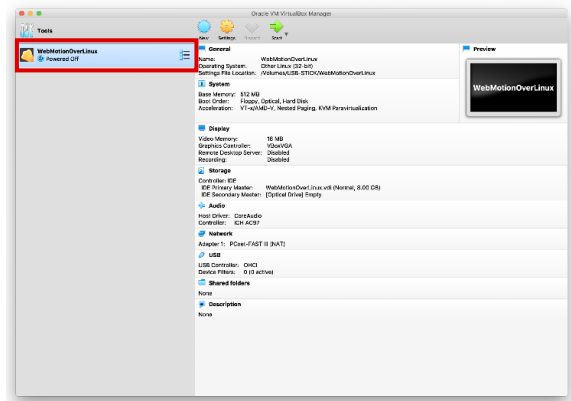 Oracle VM VirtualBox Manager
Tools
New Settings Discard Start
WebMotionOverLinux
Powered Off
General
Name: WebMotionOverLinux
Operating System: Other Linux (32-bit)
Settings File Location: /Volumes/USB-STICK/WebMotionOverLinux
Preview
WebMotionOverLinux
System
Base Memory: 512 MB
Boot Order: Floppy, Optical, Hard Disk
Acceleration: VT-x/AMD-V, Nested Paging, KVM Paravirtualization
Display
Video Memory: 16 MB
Graphics Controller: VBoxVGA
Remote Desktop Server: Disabled
Recording: Disabled
Storage
Controller: IDE
IDE Primary Master: WebMotionOverLinux.vdi (Normal, 8.00 GB)
IDE Secondary Master: [Optical Drive] Empty
Audio
Host Driver: CoreAudio
Controller: ICH AC97
Network
Adapter 1: PCnet-FAST III (NAT)
USB
USB Controller: OHCI
Device Filters: 0 (0 active)
Shared folders
None
Description
None